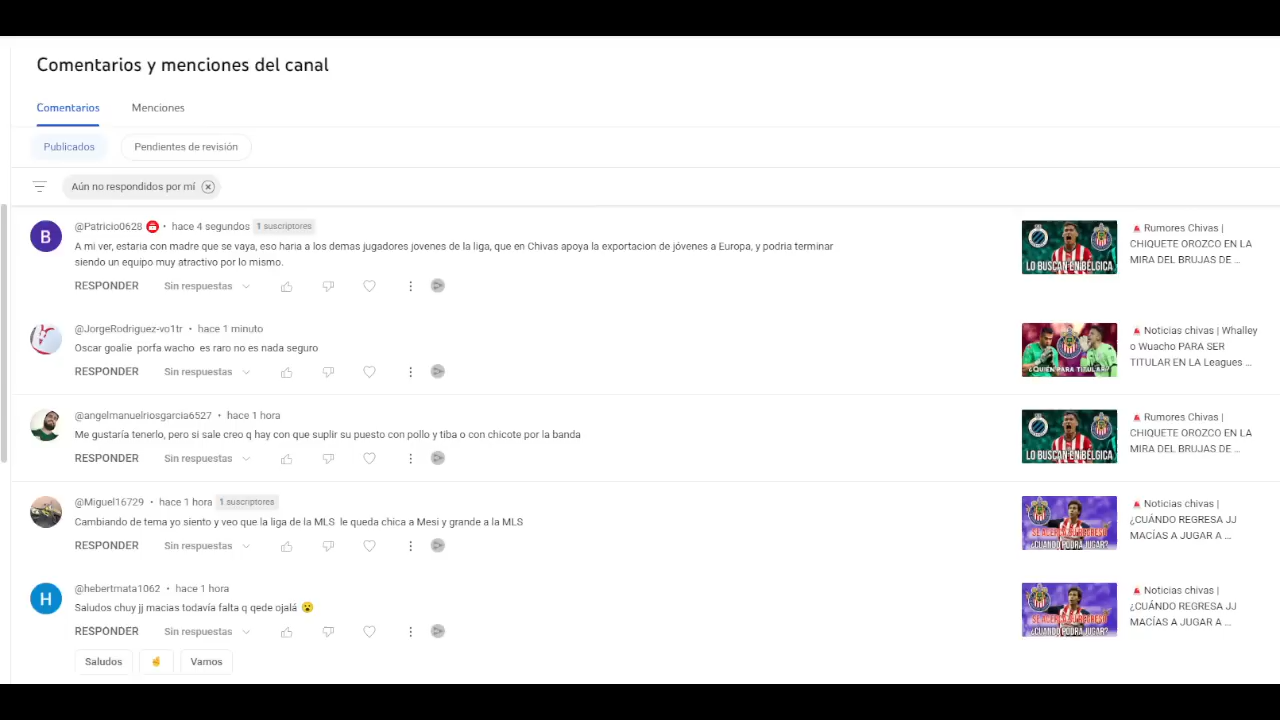 Comentarios y menciones del canal
Comentarios Menciones
Publicados Pendientes de revisión
Aún no respondidos por mí
B @Patricio0628 • hace 4 segundos 1 suscriptores
A mi ver, estaria con madre que se vaya, eso haria a los demas jugadores jovenes de la liga, que en Chivas apoya la exportacion de jóvenes a Europa, y podria terminar
siendo un equipo muy atractivo por lo mismo.
RESPONDER Sin respuestas
LO BUSCAN EN BÉLGICA
Rumores Chivas |
CHIQUETE OROZCO EN LA
MIRA DEL BRUJAS DE ...
@JorgeRodriguez-vo1tr • hace 1 minuto
Oscar goalie porfa wacho es raro no es nada seguro
RESPONDER Sin respuestas
¿QUIÉN PARA TITULAR?
Noticias chivas | Whalley
o Wuacho PARA SER
TITULAR EN LA Leagues ...
@angelmanuelriosgarcia6527 • hace 1 hora
Me gustaría tenerlo, pero si sale creo q hay con que suplir su puesto con pollo y tiba o con chicote por la banda
RESPONDER Sin respuestas
LO BUSCAN EN BÉLGICA
Rumores Chivas |
CHIQUETE OROZCO EN LA
MIRA DEL BRUJAS DE ...
@Miguel16729 • hace 1 hora 1 suscriptores
Cambiando de tema yo siento y veo que la liga de la MLS le queda chica a Mesi y grande a la MLS
RESPONDER Sin respuestas
SE ACERCA SU REGRESO
¿CUANDO PODRÁ JUGAR?
Noticias chivas |
¿CUÁNDO REGRESA JJ
MACÍAS A JUGAR A ...
H @hebertmata1062 • hace 1 hora
Saludos chuy jj macias todavía falta q qede ojalá 😮
RESPONDER Sin respuestas
Saludos Vamos
SE ACERCA SU REGRESO
¿CUANDO PODRÁ JUGAR?
Noticias chivas |
¿CUÁNDO REGRESA JJ
MACÍAS A JUGAR A ...